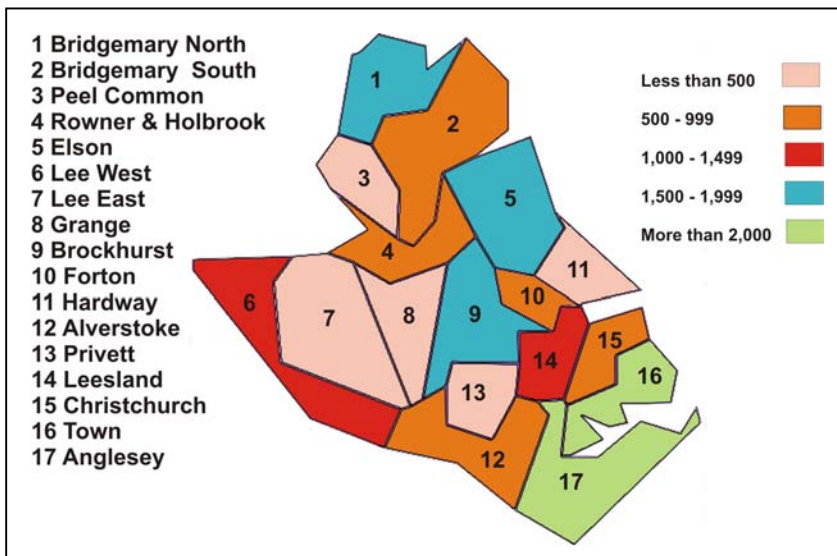 1 Bridgemary North
2 Bridgemary South
3 Peel Common
4 Rowner & Holbrook
5 Elson
6 Lee West
7 Lee East
8 Grange
9 Brockhurst
10 Forton
11 Hardway
12 Alverstoke
13 Privett
14 Leesland
15 Christchurch
16 Town
17 Anglesey
Less than 500
500 - 999
1,000 - 1,499
1,500 - 1,999
More than 2,000
1
2
3
4
5
6
7
8
9
10
11
12
13
14
15
16
17